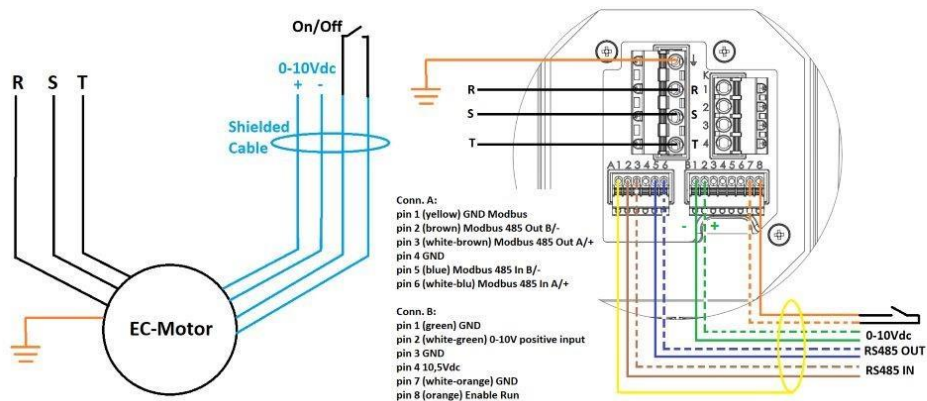 On/Off
0-10Vdc
+ -
R S T
Shielded
Cable
EC-Motor
R
S
T
R
S
T
K
1
2
3
4
A 1 2 3 4 5 6
B 1 2 3 4 5 6 7 8
- +
Conn. A:
pin 1 (yellow) GND Modbus
pin 2 (brown) Modbus 485 Out B/-
pin 3 (white-brown) Modbus 485 Out A/+
pin 4 GND
pin 5 (blue) Modbus 485 In B/-
pin 6 (white-blu) Modbus 485 In A/+
Conn. B:
pin 1 (green) GND
pin 2 (white-green) 0-10V positive input
pin 3 GND
pin 4 10,5Vdc
pin 7 (white-orange) GND
pin 8 (orange) Enable Run
0-10Vdc
RS485 OUT
RS485 IN